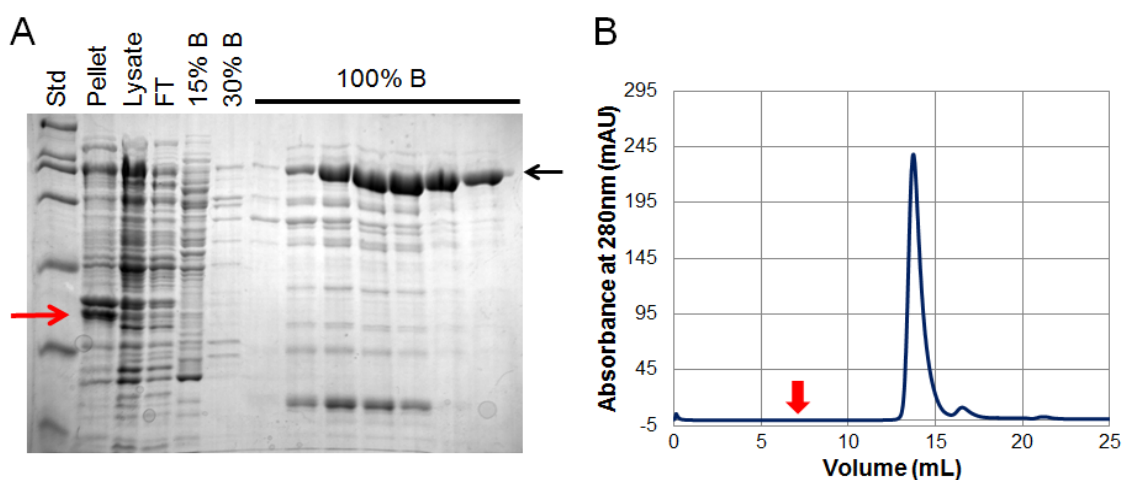 A
Std
Pellet
Lysate
FT
15% B
30% B
100% B
B
Absorbance at 280nm (mAU)
295
245
195
145
95
45
-5
0
5
10
15
20
25
Volume (mL)